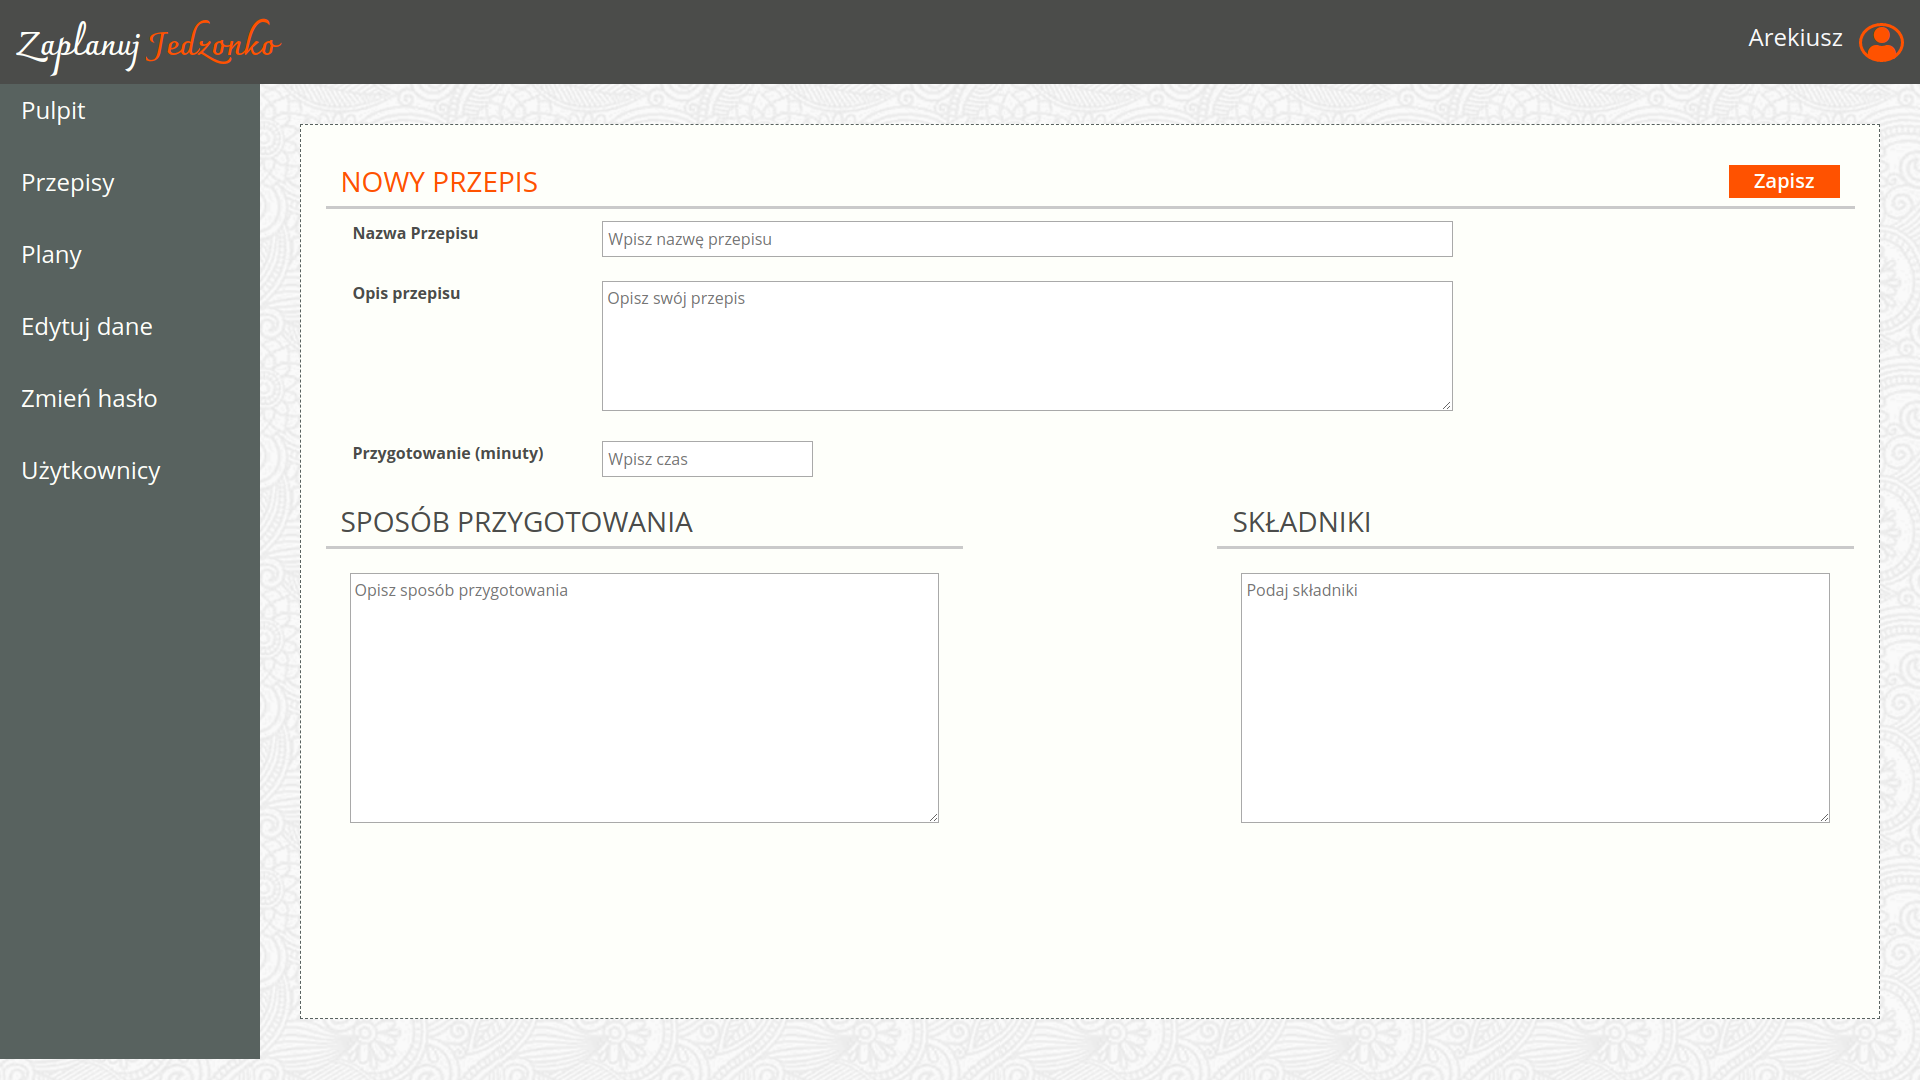 Zaplanuj Jedzonko
Arekiusz
Pulpit
Przepisy
Plany
Edytuj dane
Zmień hasło
Użytkownicy
NOWY PRZEPIS
Zapisz
Nazwa Przepisu
Wpisz nazwę przepisu
Opis przepisu
Opisz swój przepis
Przygotowanie (minuty)
Wpisz czas
SPOSÓB PRZYGOTOWANIA
Opisz sposób przygotowania
SKŁADNIKI
Podaj składniki